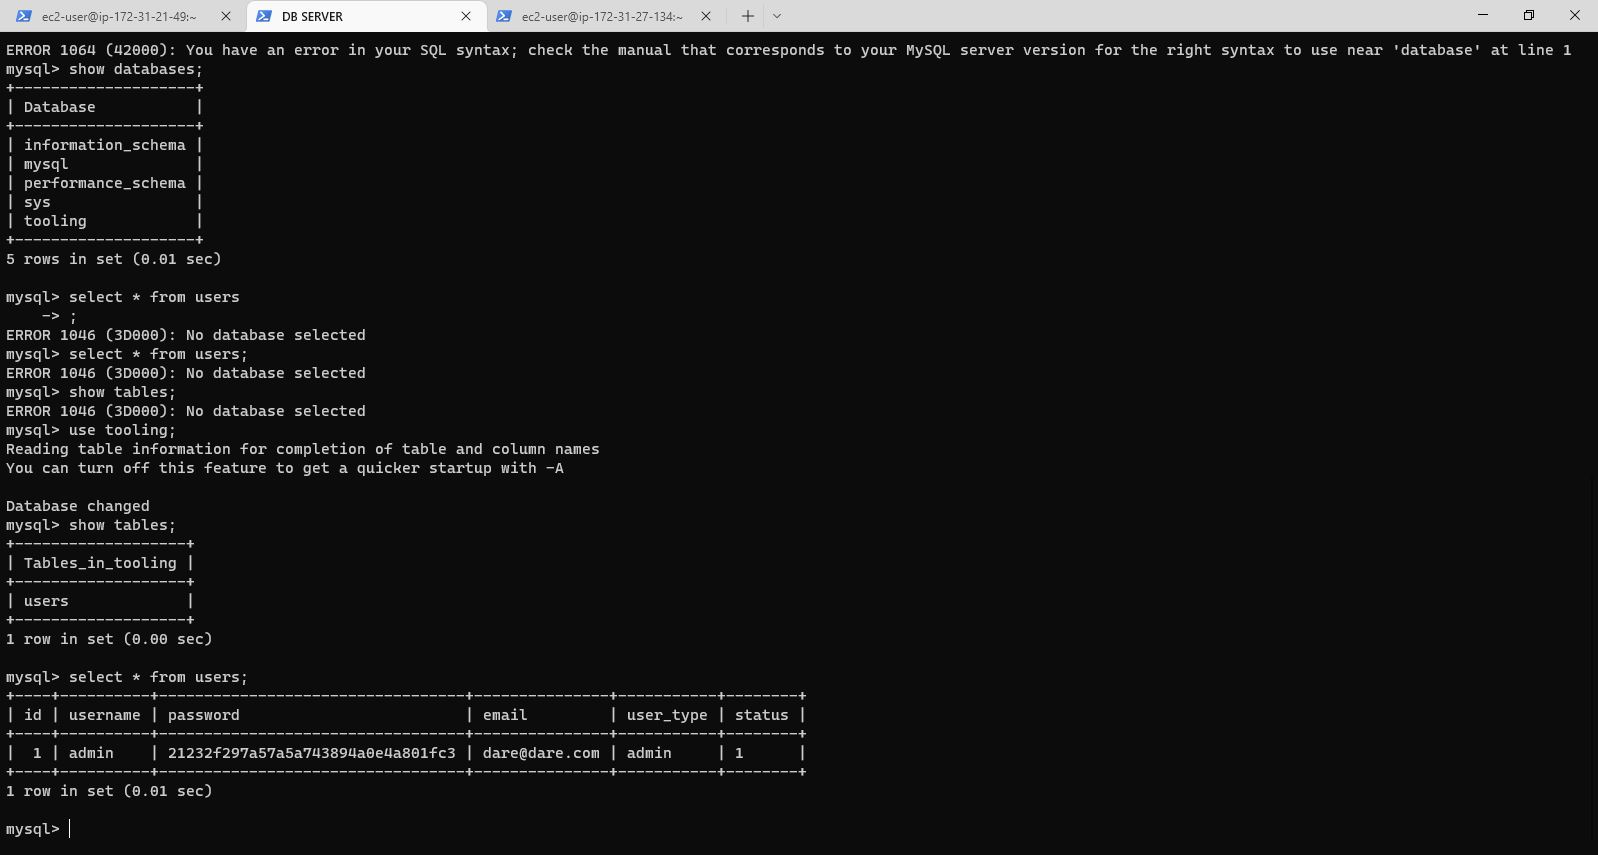 ec2-user@ip-172-31-21-49:~ DB SERVER ec2-user@ip-172-31-27-134:~
ERROR 1064 (42000): You have an error in your SQL syntax; check the manual that corresponds to your MySQL server version for the right syntax to use near 'database' at line 1
mysql> show databases;
+--------------------+
| Database           |
+--------------------+
| information_schema |
| mysql              |
| performance_schema |
| sys                |
| tooling            |
+--------------------+
5 rows in set (0.01 sec)
mysql> select * from users
    -> ;
ERROR 1046 (3D000): No database selected
mysql> select * from users;
ERROR 1046 (3D000): No database selected
mysql> show tables;
ERROR 1046 (3D000): No database selected
mysql> use tooling;
Reading table information for completion of table and column names
You can turn off this feature to get a quicker startup with -A
Database changed
mysql> show tables;
+-------------------+
| Tables_in_tooling |
+-------------------+
| users             |
+-------------------+
1 row in set (0.00 sec)
mysql> select * from users;
+----+----------+----------------------------------+---------------+-----------+--------+
| id | username | password                         | email         | user_type | status |
+----+----------+----------------------------------+---------------+-----------+--------+
|  1 | admin    | 21232f297a57a5a743894a0e4a801fc3 | dare@dare.com | admin     | 1      |
+----+----------+----------------------------------+---------------+-----------+--------+
1 row in set (0.01 sec)
mysql>